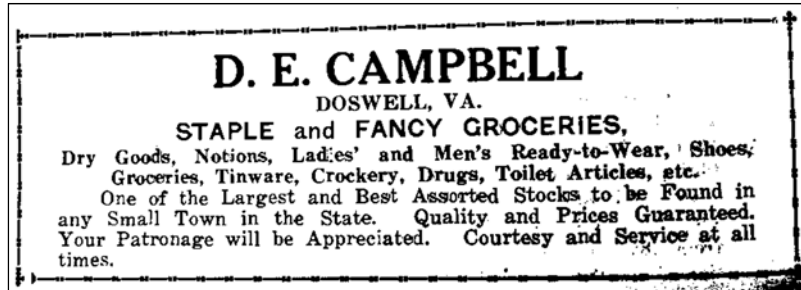 D. E. CAMPBELL
DOSWELL, VA.
STAPLE and FANCY GROCERIES,
Dry Goods, Notions, Ladies' and Men's Ready-to-Wear, Shoes,
Groceries, Tinware, Crockery, Drugs, Toilet Articles, etc.
One of the Largest and Best Assorted Stocks to be Found in
any Small Town in the State. Quality and Prices Guaranteed.
Your Patronage will be Appreciated. Courtesy and Service at all
times.